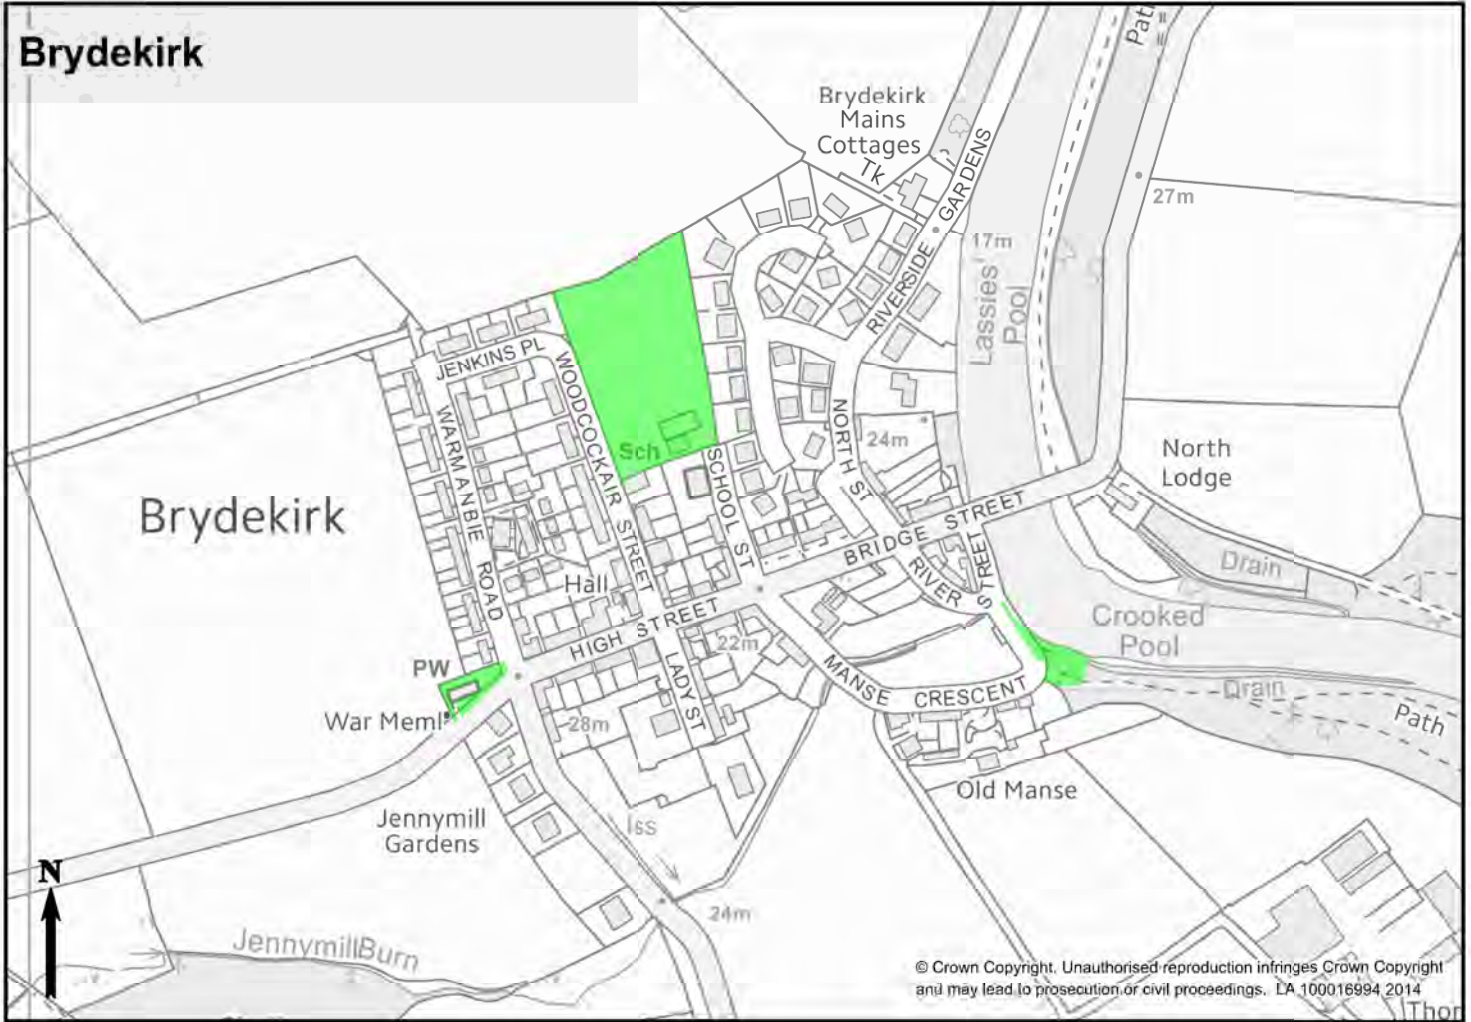 Brydekirk
Path
Brydekirk
Mains
Cottages
Tk
RIVERSIDE GARDENS
27m
17m
Lassies'
Pool
JENKINS PL
WOODCOCKAIR STREET
WARMANBIE ROAD
Sch
SCHOOL ST
NORTH ST
24m
North
Lodge
Brydekirk
BRIDGE STREET
RIVER STREET
Drain
Hall
HIGH STREET
Crooked
Pool
22m
PW
LADY ST
MANSE CRESCENT
Drain
War Meml
28m
Path
Old Manse
Jennymill
Gardens
Iss
N
24m
JennymillBurn
© Crown Copyright. Unauthorised reproduction infringes Crown Copyright
and may lead to prosecution or civil proceedings. LA 100016994 2014